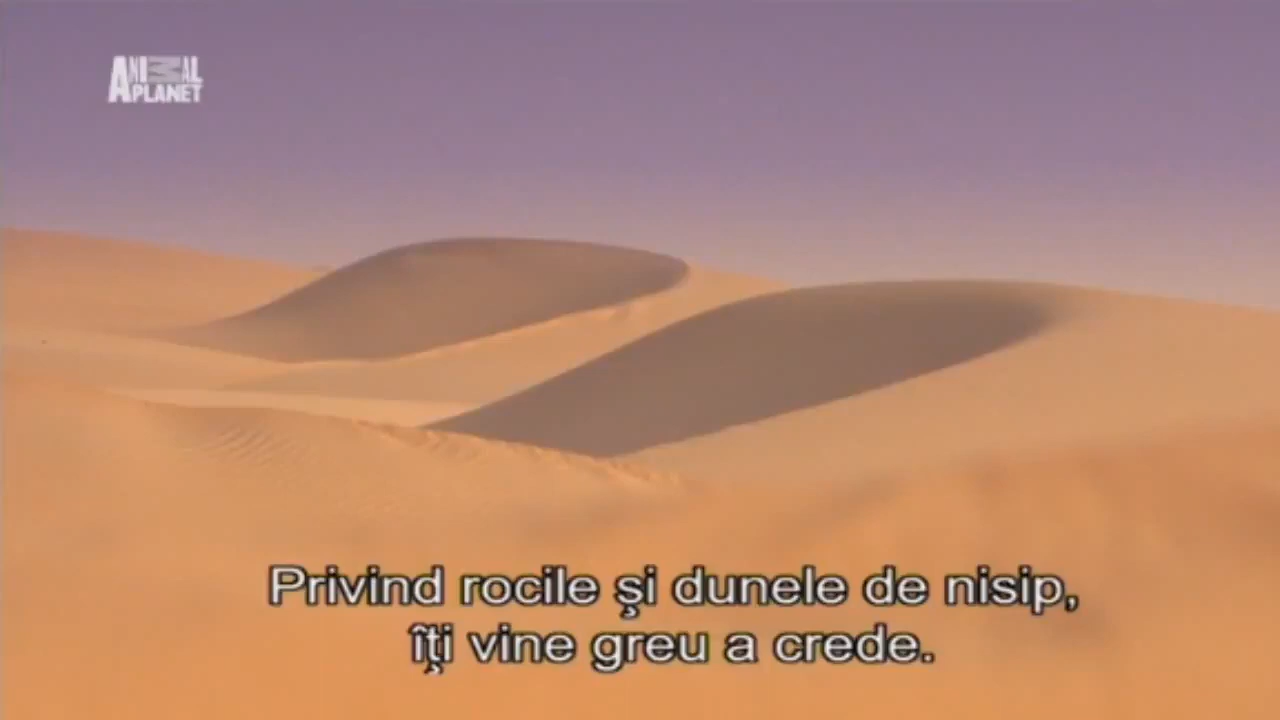 ANIMAL
PLANET
Privind rocile şi dunele de nisip,
îţi vine greu a crede.